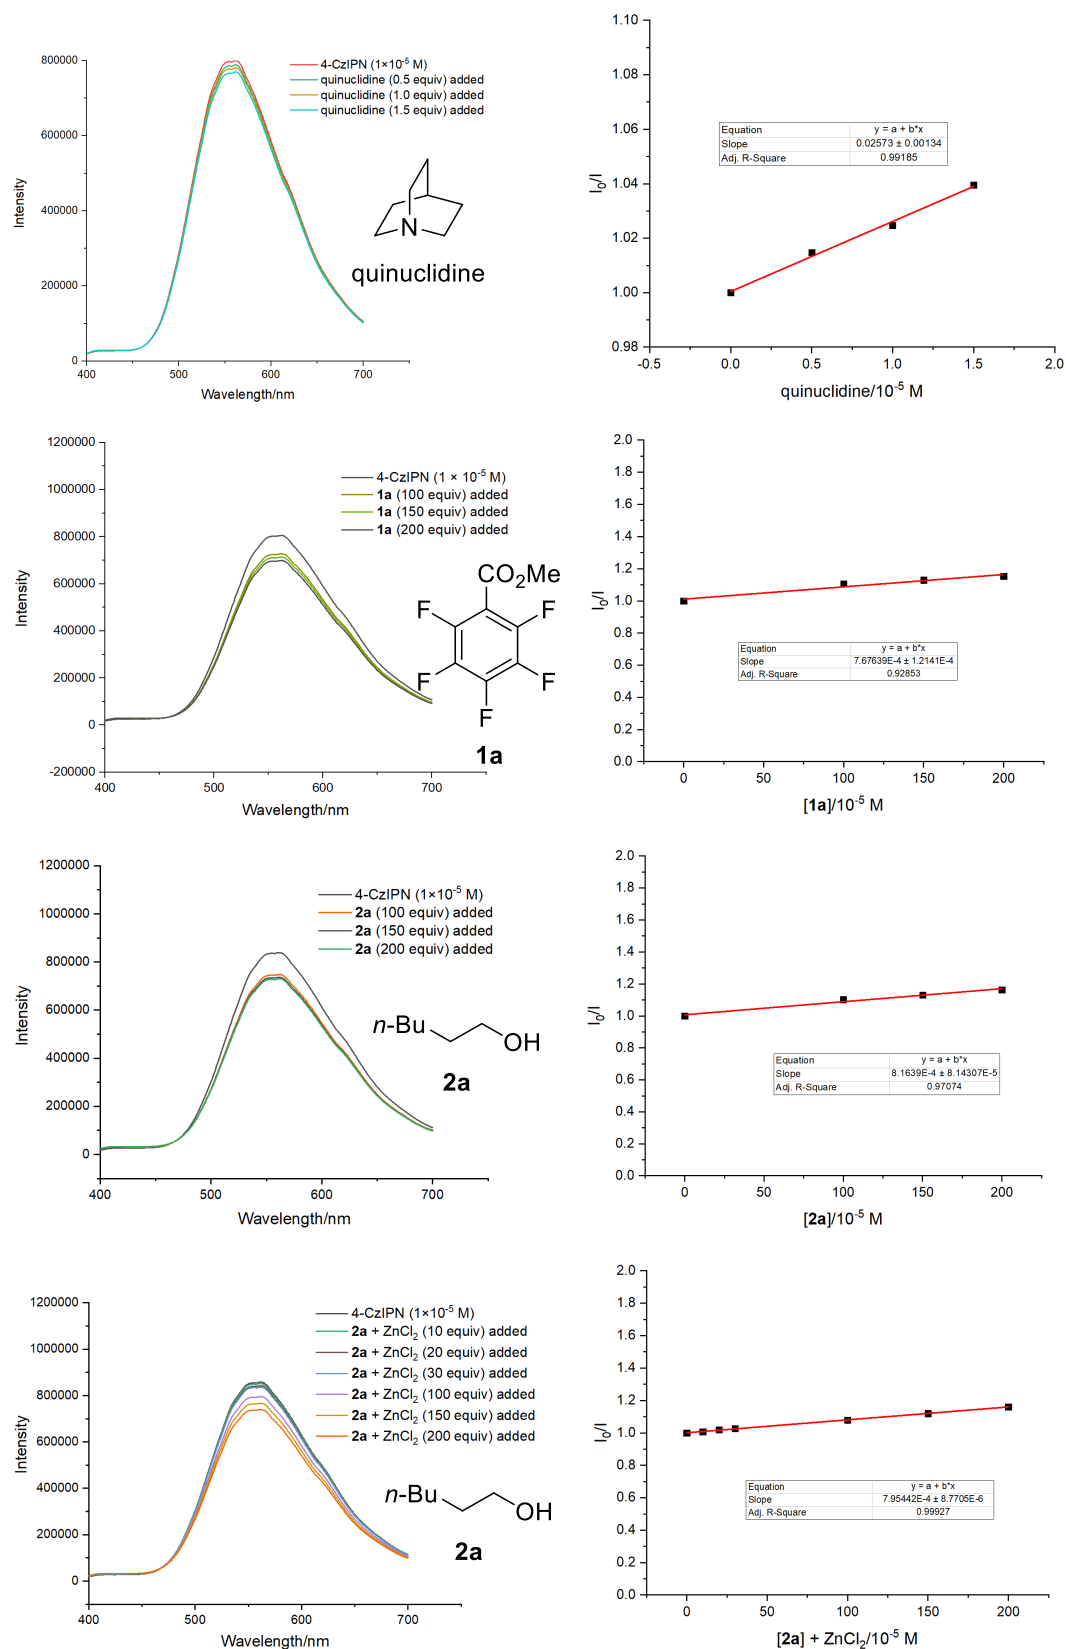 800000
600000
400000
200000
0
400
500
600
700
Intensity
Wavelength/nm
4-CzIPN (1×10⁻⁵ M)
quinuclidine (0.5 equiv) added
quinuclidine (1.0 equiv) added
quinuclidine (1.5 equiv) added
N
quinuclidine
1.10
1.08
1.06
1.04
1.02
1.00
0.98
-0.5
0.0
0.5
1.0
1.5
2.0
I₀/I
quinuclidine/10⁻⁵ M
Equation y = a + b*x
Slope 0.02573 ± 0.00134
Adj. R-Square 0.99185
1200000
1000000
800000
600000
400000
200000
0
-200000
400
500
600
700
Intensity
Wavelength/nm
4-CzIPN (1 × 10⁻⁵ M)
1a (100 equiv) added
1a (150 equiv) added
1a (200 equiv) added
CO₂Me
F
F
F
F
F
1a
2.0
1.8
1.6
1.4
1.2
1.0
0.8
0.6
0.4
0.2
0.0
0
50
100
150
200
I₀/I
[1a]/10⁻⁵ M
Equation y = a + b*x
Slope 7.67639E-4 ± 1.2141E-4
Adj. R-Square 0.92853
1200000
1000000
800000
600000
400000
200000
0
400
500
600
700
Intensity
Wavelength/nm
4-CzIPN (1×10⁻⁵ M)
2a (100 equiv) added
2a (150 equiv) added
2a (200 equiv) added
n-Bu
OH
2a
2.0
1.8
1.6
1.4
1.2
1.0
0.8
0.6
0.4
0.2
0.0
0
50
100
150
200
I₀/I
[2a]/10⁻⁵ M
Equation y = a + b*x
Slope 8.1639E-4 ± 8.14307E-5
Adj. R-Square 0.97074
1200000
1000000
800000
600000
400000
200000
0
400
500
600
700
Intensity
Wavelength/nm
4-CzIPN (1×10⁻⁵ M)
2a + ZnCl₂ (10 equiv) added
2a + ZnCl₂ (20 equiv) added
2a + ZnCl₂ (30 equiv) added
2a + ZnCl₂ (100 equiv) added
2a + ZnCl₂ (150 equiv) added
2a + ZnCl₂ (200 equiv) added
n-Bu
OH
2a
2.0
1.8
1.6
1.4
1.2
1.0
0.8
0.6
0.4
0.2
0.0
0
50
100
150
200
I₀/I
[2a] + ZnCl₂/10⁻⁵ M
Equation y = a + b*x
Slope 7.95442E-4 ± 8.7705E-6
Adj. R-Square 0.99927